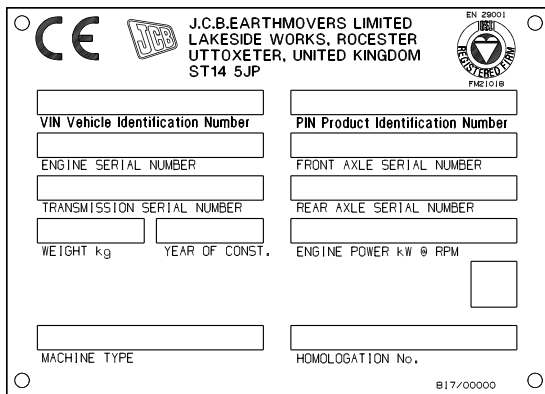 CE
JCB
J.C.B.EARTHMOVERS LIMITED
LAKESIDE WORKS, ROCESTER
UTTOXETER, UNITED KINGDOM
ST14 5JP
EN 29001
BSI
REGISTERED FIRM
FM21018
VIN Vehicle Identification Number
PIN Product Identification Number
ENGINE SERIAL NUMBER
FRONT AXLE SERIAL NUMBER
TRANSMISSION SERIAL NUMBER
REAR AXLE SERIAL NUMBER
WEIGHT kg
YEAR OF CONST.
ENGINE POWER kW @ RPM
MACHINE TYPE
HOMOLOGATION No.
817/00000